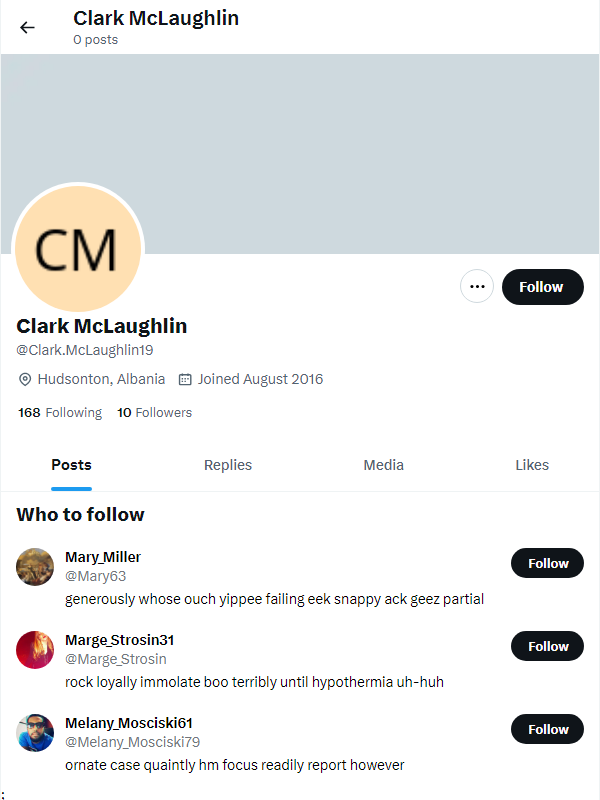 Clark McLaughlin
0 posts
CM
Follow
Clark McLaughlin
@Clark.McLaughlin19
Hudsonton, Albania Joined August 2016
168 Following 10 Followers
Posts Replies Media Likes
Who to follow
Mary_Miller
@Mary63
Follow
generously whose ouch yippee failing eek snappy ack geez partial
Marge_Strosin31
@Marge_Strosin
Follow
rock loyally immolate boo terribly until hypothermia uh-huh
Melany_Mosciski61
@Melany_Mosciski79
Follow
ornate case quaintly hm focus readily report however
;